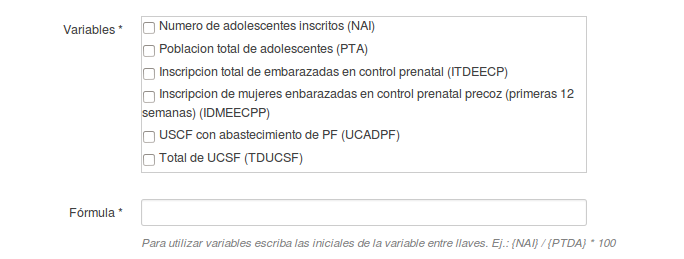 Variables *
Numero de adolescentes inscritos (NAI)
Poblacion total de adolescentes (PTA)
Inscripcion total de embarazadas en control prenatal (ITDEECP)
Inscripcion de mujeres enbarazadas en control prenatal precoz (primeras 12
semanas) (IDMEECPP)
USCF con abastecimiento de PF (UCADPF)
Total de UCSF (TDUCSF)
Fórmula *
Para utilizar variables escriba las iniciales de la variable entre llaves. Ej.: {NAI} / {PTDA} * 100